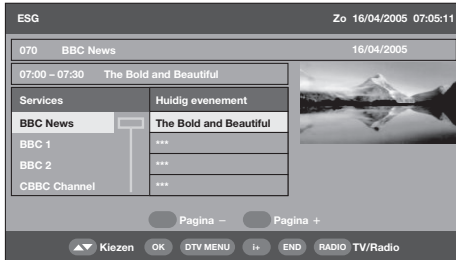 ESG Zo 16/04/2005 07:05:11
070 BBC News 16/04/2005
07:00 – 07:30 The Bold and Beautiful
Services Huidig evenement
BBC News The Bold and Beautiful
BBC 1 ***
BBC 2 ***
CBBC Channel ***
Pagina – Pagina +
Kiezen OK DTV MENU i+ END RADIO TV/Radio